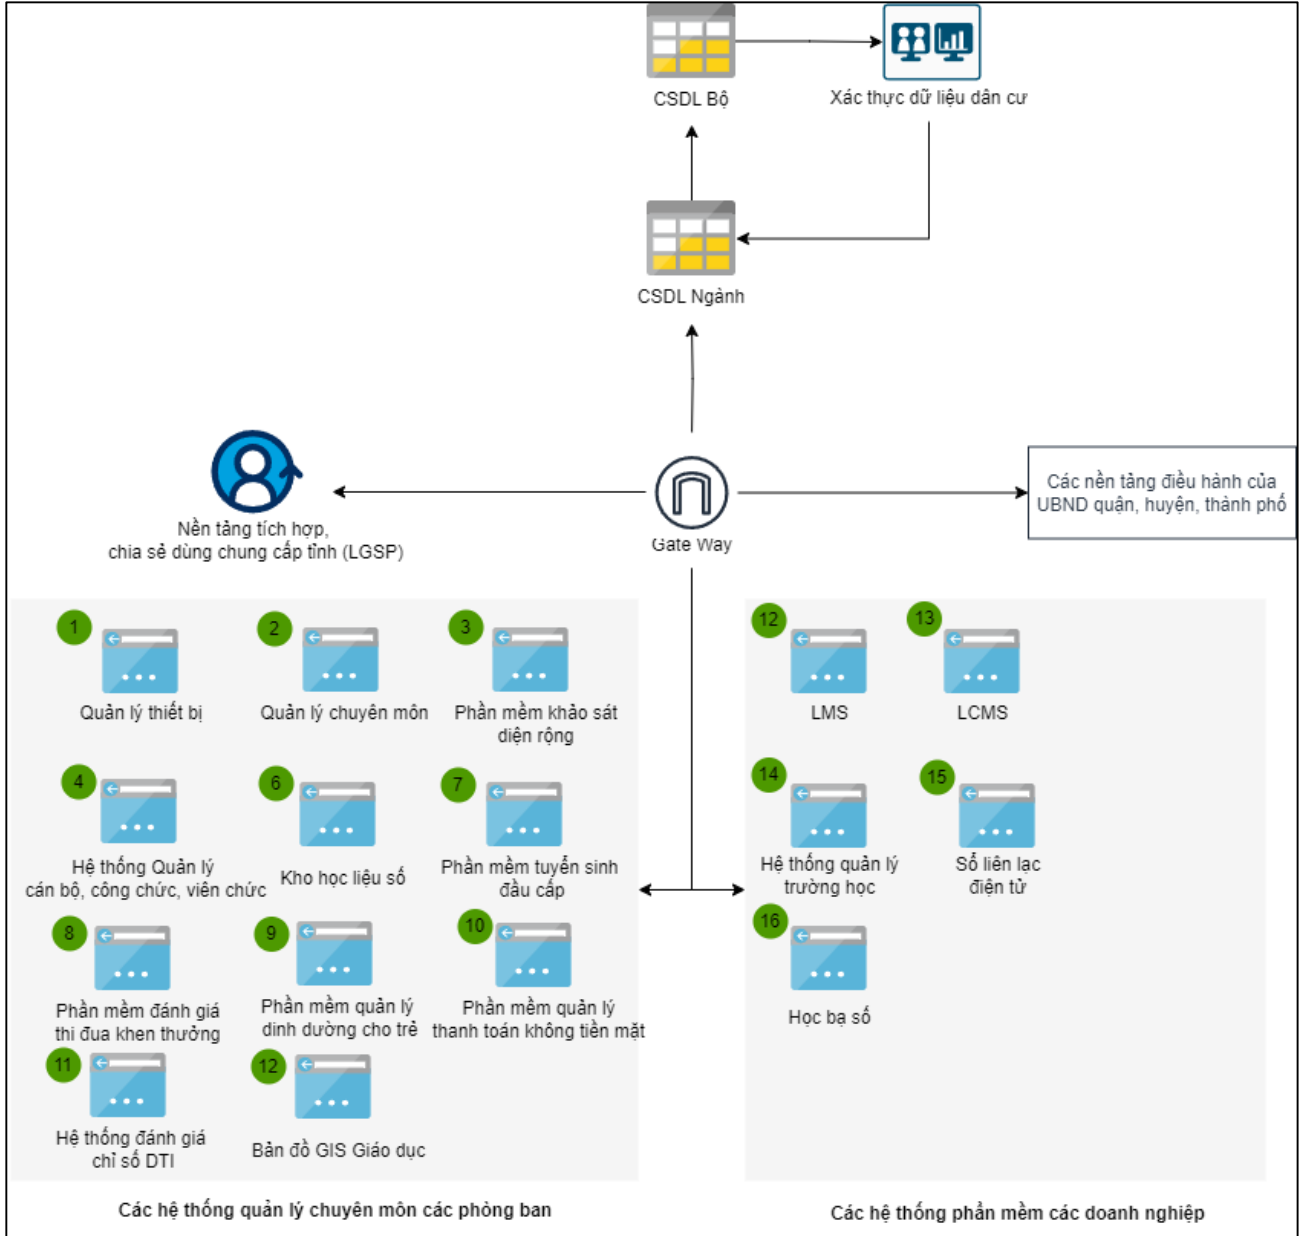 CSDL Bộ
Xác thực dữ liệu dân cư
CSDL Ngành
Nền tảng tích hợp,
chia sẻ dùng chung cấp tỉnh (LGSP)
Gate Way
Các nền tảng điều hành của
UBND quận, huyện, thành phố
1
Quản lý thiết bị
2
Quản lý chuyên môn
3
Phần mềm khảo sát
diện rộng
4
Hệ thống Quản lý
cán bộ, công chức, viên chức
6
Kho học liệu số
7
Phần mềm tuyển sinh
đầu cấp
8
Phần mềm đánh giá
thi đua khen thưởng
9
Phần mềm quản lý
dinh dưỡng cho trẻ
10
Phần mềm quản lý
thanh toán không tiền mặt
11
Hệ thống đánh giá
chỉ số DTI
12
Bản đồ GIS Giáo dục
Các hệ thống quản lý chuyên môn các phòng ban
12
LMS
13
LCMS
14
Hệ thống quản lý
trường học
15
Sổ liên lạc
điện tử
16
Học bạ số
Các hệ thống phần mềm các doanh nghiệp